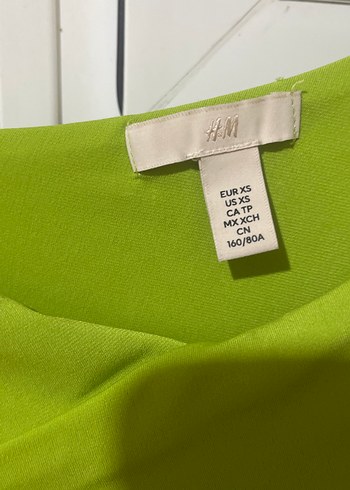 H&M
EUR XS
US XS
CA TP
MX XCH
CN
160/80A